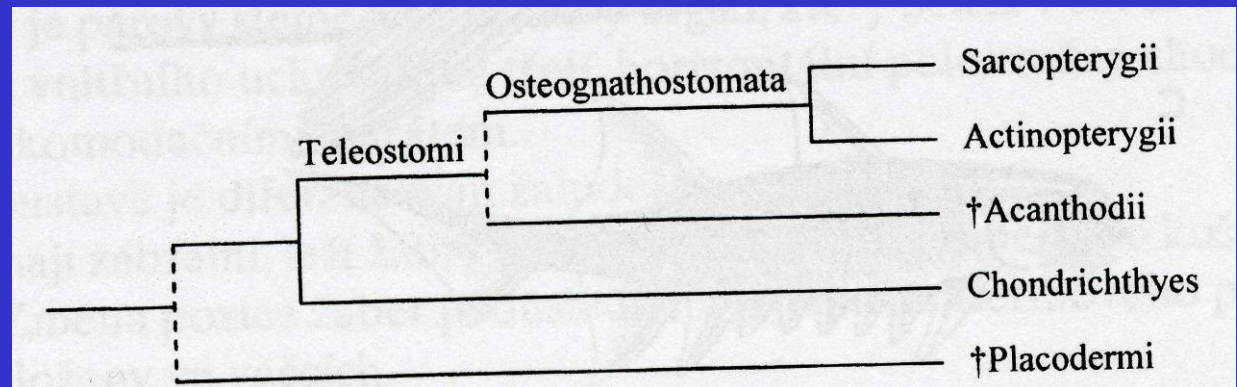 Sarcopterygii
Osteognathostomata
Actinopterygii
Teleostomi
†Acanthodii
Chondrichthyes
†Placodermi